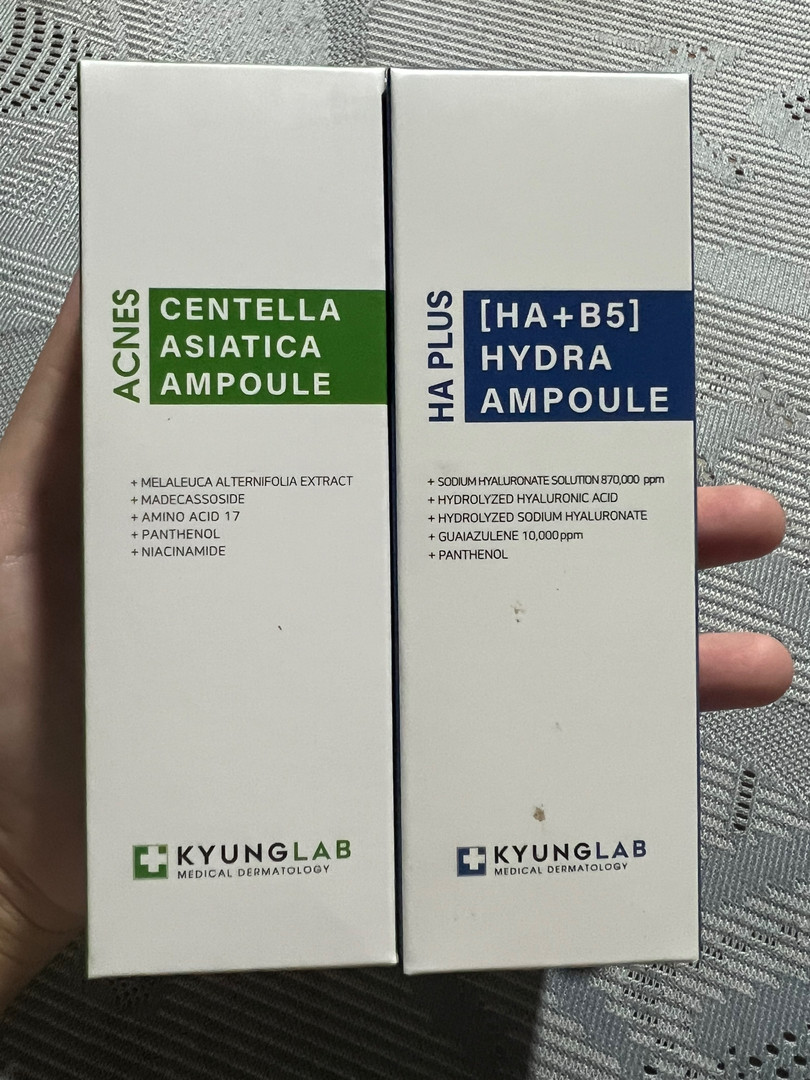 ACNES
CENTELLA
ASIATICA
AMPOULE
+ MELALEUCA ALTERNIFOLIA EXTRACT
+ MADECASSOSIDE
+ AMINO ACID 17
+ PANTHENOL
+ NIACINAMIDE
KYUNGLAB
MEDICAL DERMATOLOGY
HA PLUS
[HA+B5]
HYDRA
AMPOULE
+ SODIUM HYALURONATE SOLUTION 870,000 ppm
+ HYDROLYZED HYALURONIC ACID
+ HYDROLYZED SODIUM HYALURONATE
+ GUAIAZULENE 10,000 ppm
+ PANTHENOL
KYUNGLAB
MEDICAL DERMATOLOGY